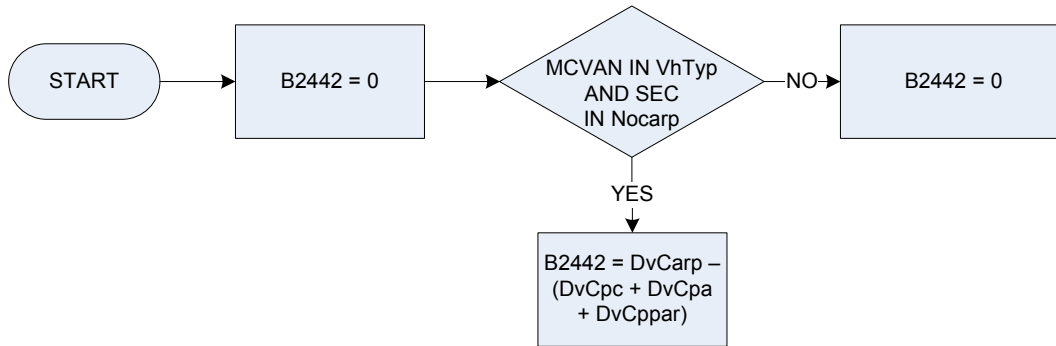 START
B2442 = 0
MCVAN IN VhTyp
AND SEC
IN Nocarp
NO
B2442 = 0
YES
B2442 = DvCarp –
(DvCpc + DvCpa
+ DvCppar)